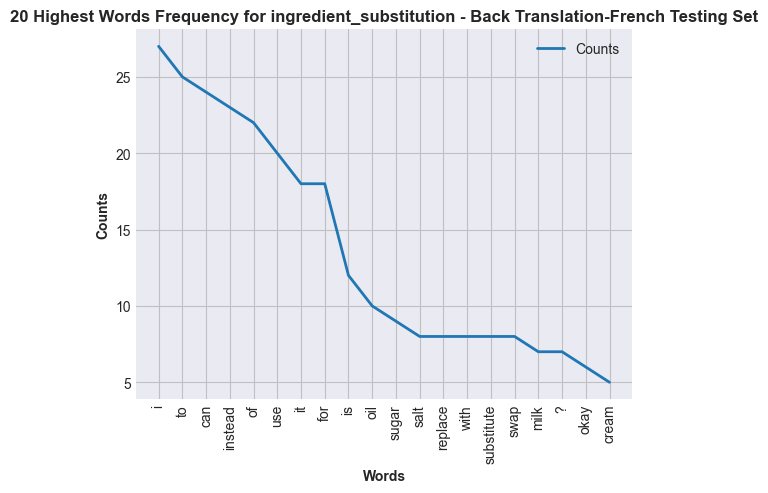 20 Highest Words Frequency for ingredient_substitution - Back Translation-French Testing Set
Counts
25
20
15
10
5
Counts
i
to
can
instead
of
use
it
for
is
oil
sugar
salt
replace
with
substitute
swap
milk
?
okay
cream
Words